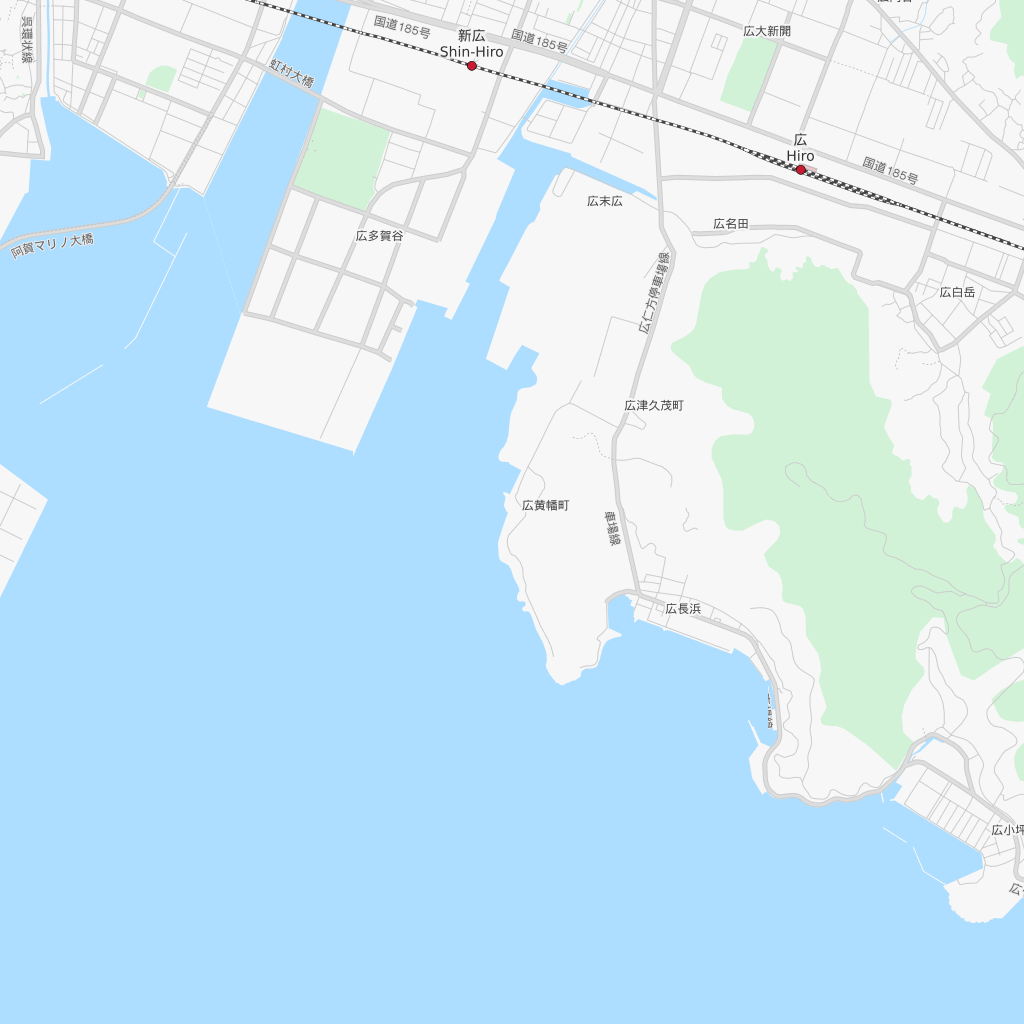 広大新開
呉環状線
国道185号
新広
Shin-Hiro
国道185号
虹村大橋
広
Hiro
国道185号
広末広
広名田
広多賀谷
阿賀マリノ大橋
広仁方停車場線
広白岳
広津久茂町
広黄幡町
車場線
広長浜
広小坪